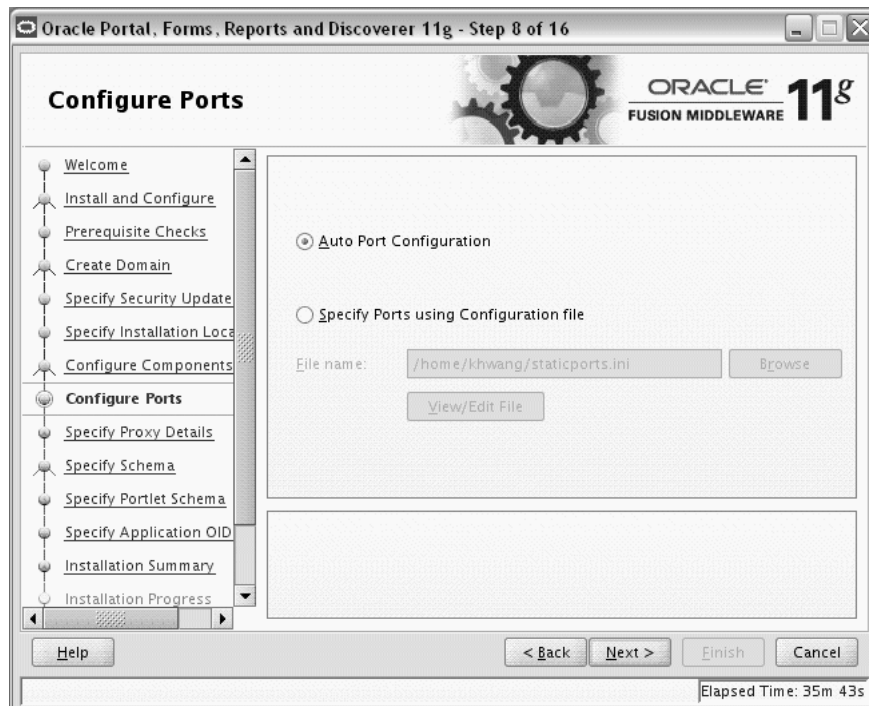 Oracle Portal, Forms, Reports and Discoverer 11g - Step 8 of 16
Configure Ports
ORACLE
FUSION MIDDLEWARE
11g
Welcome
Install and Configure
Prerequisite Checks
Create Domain
Specify Security Update
Specify Installation Loca
Configure Components
Configure Ports
Specify Proxy Details
Specify Schema
Specify Portlet Schema
Specify Application OID
Installation Summary
Installation Progress
Auto Port Configuration
Specify Ports using Configuration file
File name:
/home/khwang/staticports.ini
Browse
View/Edit File
Help
< Back
Next >
Finish
Cancel
Elapsed Time: 35m 43s